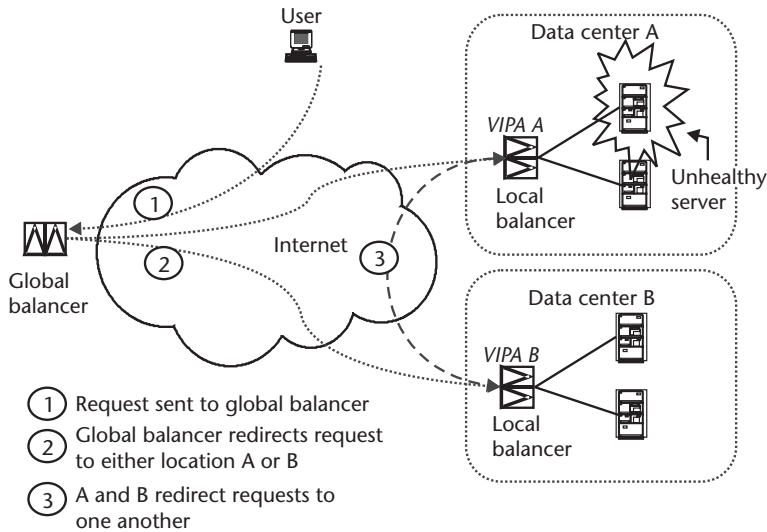 User
Data center A
VIPA A
Local
balancer
Unhealthy
server
1
Internet
2
3
Global
balancer
Data center B
VIPA B
Local
balancer
1 Request sent to global balancer
2 Global balancer redirects request
to either location A or B
3 A and B redirect requests to
one another